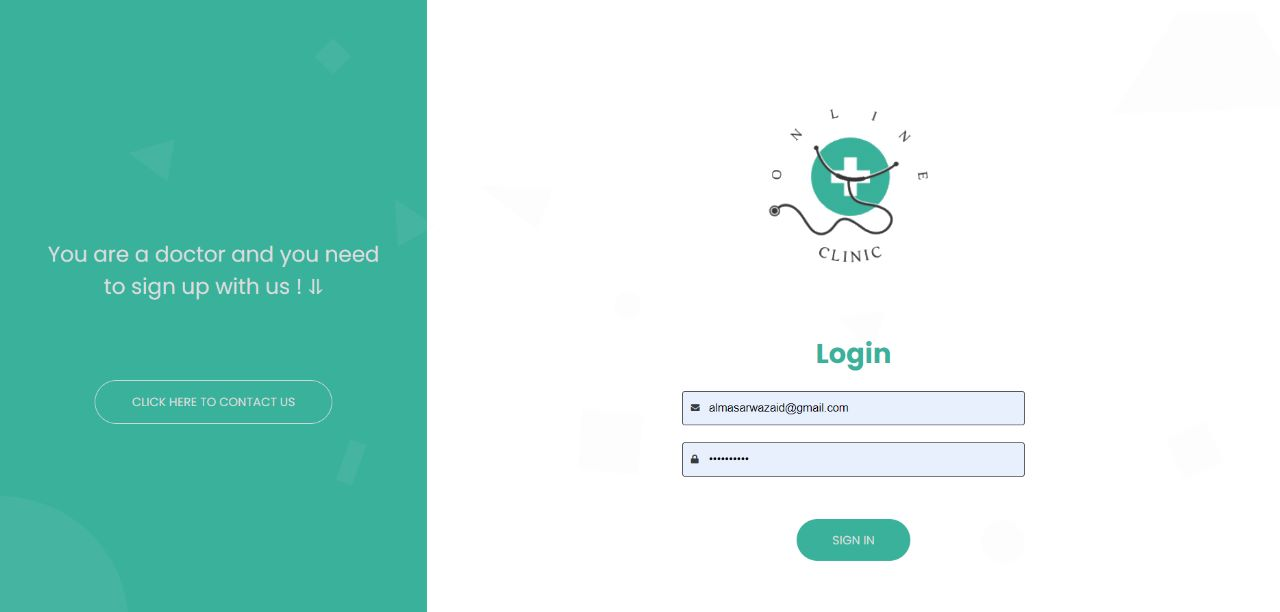 You are a doctor and you need
to sign up with us ! ⥯
CLICK HERE TO CONTACT US
ONLINE
CLINIC
Login
almasarwazaid@gmail.com
••••••••••
SIGN IN